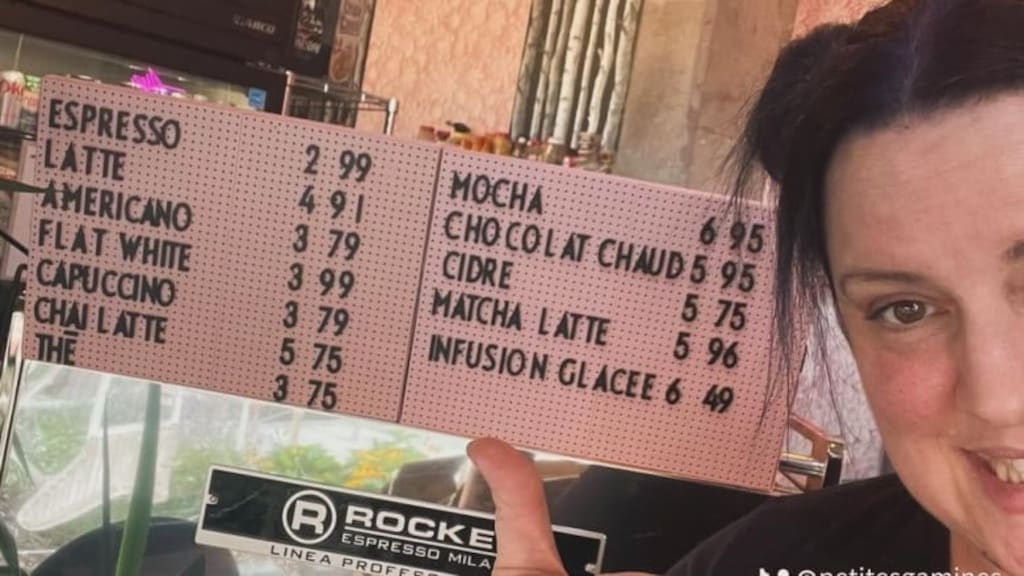 ESPRESSO 2 99
LATTE 4 91
AMERICANO 3 79
FLAT WHITE 3 99
CAPUCCINO 3 79
CHAI LATTE 5 75
THÉ 3 75
MOCHA 6 95
CHOCOLAT CHAUD 5 95
CIDRE 5 75
MATCHA LATTE 5 96
INFUSION GLACEE 6 49
R ROCKE
ESPRESSO MILA
LINEA PROFESS